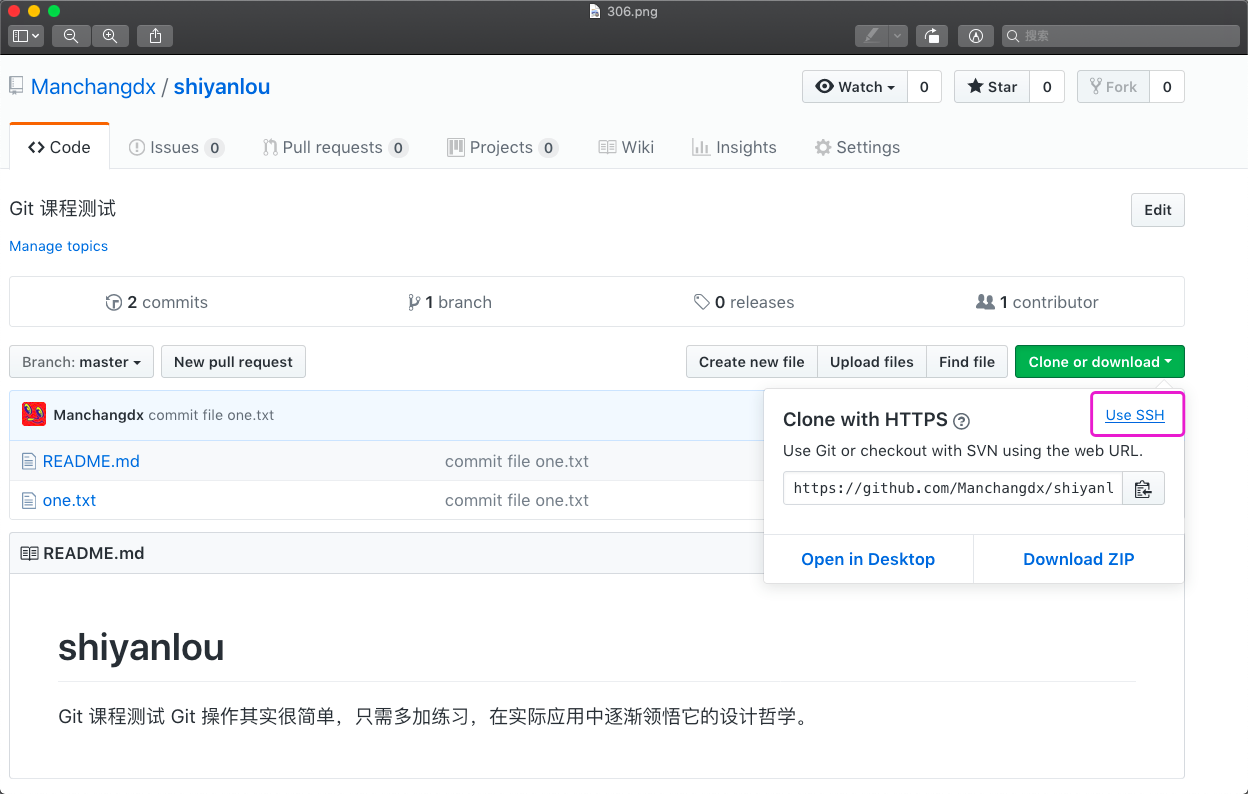 306.png
搜索
Manchangdx / shiyanlou
Watch 0 Star 0 Fork 0
Code Issues 0 Pull requests 0 Projects 0 Wiki Insights Settings
Git 课程测试
Edit
Manage topics
2 commits 1 branch 0 releases 1 contributor
Branch: master New pull request Create new file Upload files Find file Clone or download
Manchangdx commit file one.txt
README.md commit file one.txt
one.txt commit file one.txt
Clone with HTTPS ? Use SSH
Use Git or checkout with SVN using the web URL.
https://github.com/Manchangdx/shiyanl
Open in Desktop Download ZIP
README.md
shiyanlou
Git 课程测试 Git 操作其实很简单，只需多加练习，在实际应用中逐渐领悟它的设计哲学。